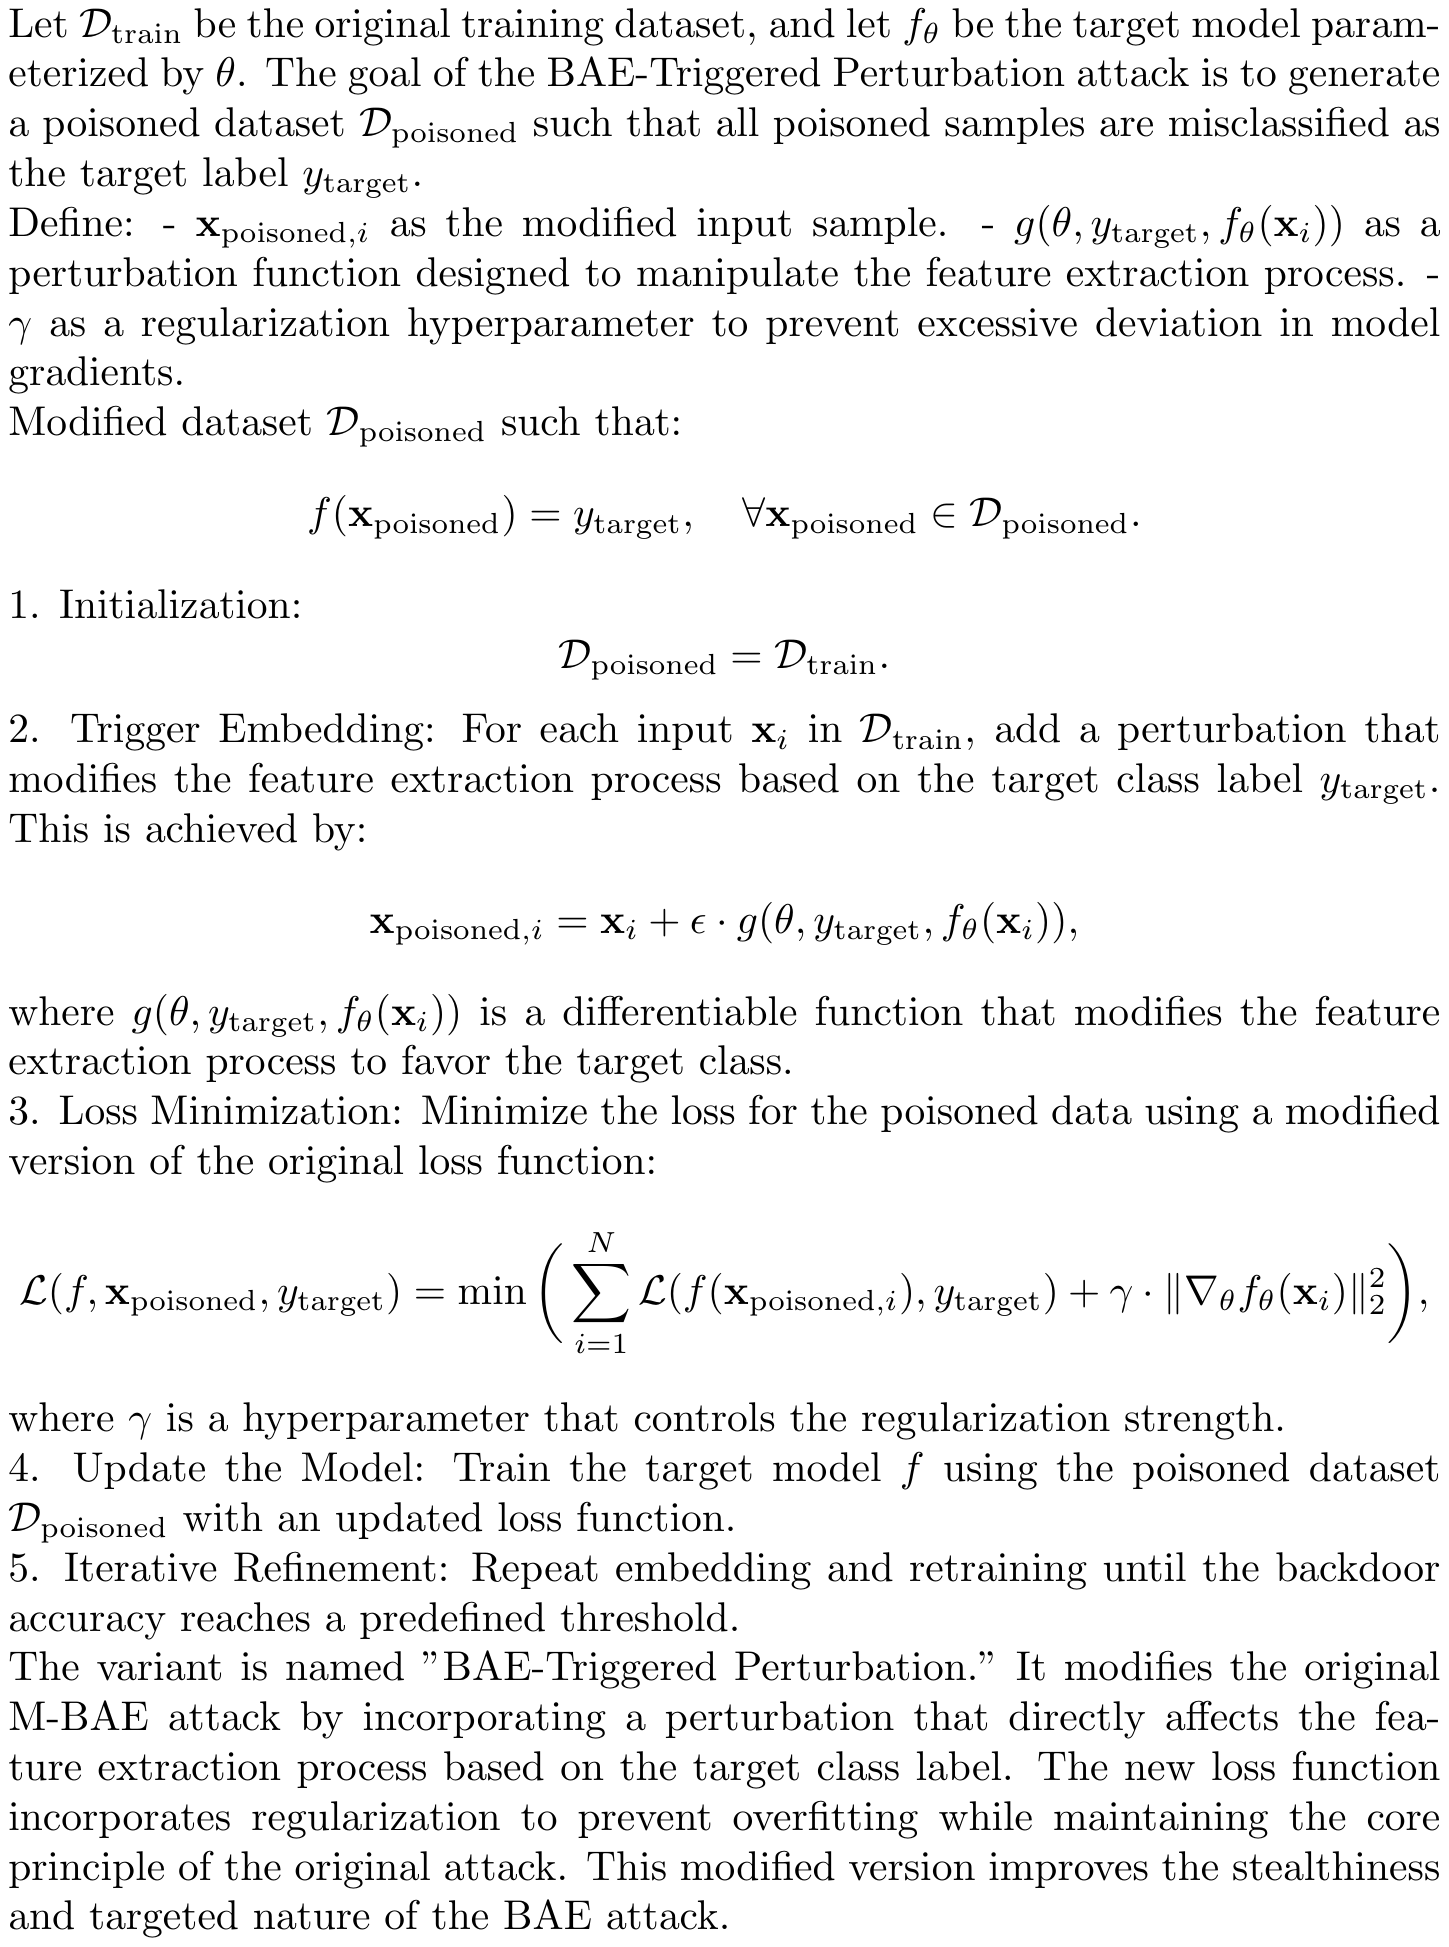 Let $\mathcal{D}_{\text{train}}$ be the original training dataset, and let $f_\theta$ be the target model param-
eterized by $\theta$. The goal of the BAE-Triggered Perturbation attack is to generate
a poisoned dataset $\mathcal{D}_{\text{poisoned}}$ such that all poisoned samples are misclassified as
the target label $y_{\text{target}}$.
Define: - $\mathbf{x}_{\text{poisoned},i}$ as the modified input sample. - $g(\theta, y_{\text{target}}, f_\theta(\mathbf{x}_i))$ as a
perturbation function designed to manipulate the feature extraction process. -
$\gamma$ as a regularization hyperparameter to prevent excessive deviation in model
gradients.
Modified dataset $\mathcal{D}_{\text{poisoned}}$ such that:
$f(\mathbf{x}_{\text{poisoned}}) = y_{\text{target}}, \quad \forall \mathbf{x}_{\text{poisoned}} \in \mathcal{D}_{\text{poisoned}}.$
1. Initialization:
$\mathcal{D}_{\text{poisoned}} = \mathcal{D}_{\text{train}}.$
2. Trigger Embedding: For each input $\mathbf{x}_i$ in $\mathcal{D}_{\text{train}}$, add a perturbation that
modifies the feature extraction process based on the target class label $y_{\text{target}}$.
This is achieved by:
$\mathbf{x}_{\text{poisoned},i} = \mathbf{x}_i + \epsilon \cdot g(\theta, y_{\text{target}}, f_\theta(\mathbf{x}_i)),$
where $g(\theta, y_{\text{target}}, f_\theta(\mathbf{x}_i))$ is a differentiable function that modifies the feature
extraction process to favor the target class.
3. Loss Minimization: Minimize the loss for the poisoned data using a modified
version of the original loss function:
$\mathcal{L}(f, \mathbf{x}_{\text{poisoned}}, y_{\text{target}}) = \min \left( \sum_{i=1}^{N} \mathcal{L}(f(\mathbf{x}_{\text{poisoned},i}), y_{\text{target}}) + \gamma \cdot \|\nabla_\theta f_\theta(\mathbf{x}_i)\|_2^2 \right),$
where $\gamma$ is a hyperparameter that controls the regularization strength.
4. Update the Model: Train the target model $f$ using the poisoned dataset
$\mathcal{D}_{\text{poisoned}}$ with an updated loss function.
5. Iterative Refinement: Repeat embedding and retraining until the backdoor
accuracy reaches a predefined threshold.
The variant is named ”BAE-Triggered Perturbation.” It modifies the original
M-BAE attack by incorporating a perturbation that directly affects the fea-
ture extraction process based on the target class label. The new loss function
incorporates regularization to prevent overfitting while maintaining the core
principle of the original attack. This modified version improves the stealthiness
and targeted nature of the BAE attack.